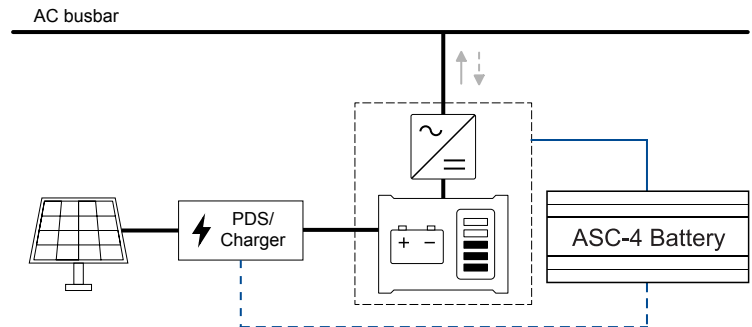 AC busbar
PDS/
Charger
+ −
ASC-4 Battery